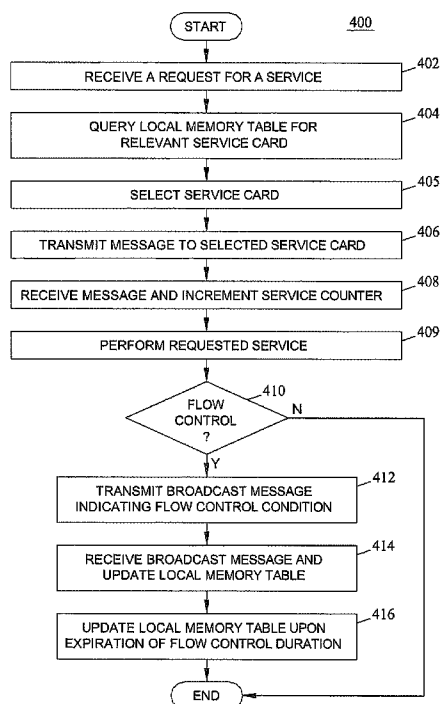 START
400
RECEIVE A REQUEST FOR A SERVICE
402
QUERY LOCAL MEMORY TABLE FOR
RELEVANT SERVICE CARD
404
SELECT SERVICE CARD
405
TRANSMIT MESSAGE TO SELECTED SERVICE CARD
406
RECEIVE MESSAGE AND INCREMENT SERVICE COUNTER
408
PERFORM REQUESTED SERVICE
409
FLOW
CONTROL
?
410
N
Y
TRANSMIT BROADCAST MESSAGE
INDICATING FLOW CONTROL CONDITION
412
RECEIVE BROADCAST MESSAGE AND
UPDATE LOCAL MEMORY TABLE
414
UPDATE LOCAL MEMORY TABLE UPON
EXPIRATION OF FLOW CONTROL DURATION
416
END